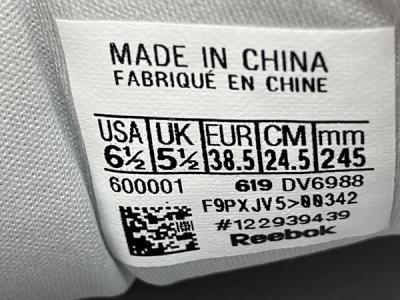 MADE IN CHINA
FABRIQUÉ EN CHINE
USA UK EUR CM mm
6½ 5½ 38.5 24.5 245
600001 619 DV6988
F9PXJV5>00342
#122939439
Reebok